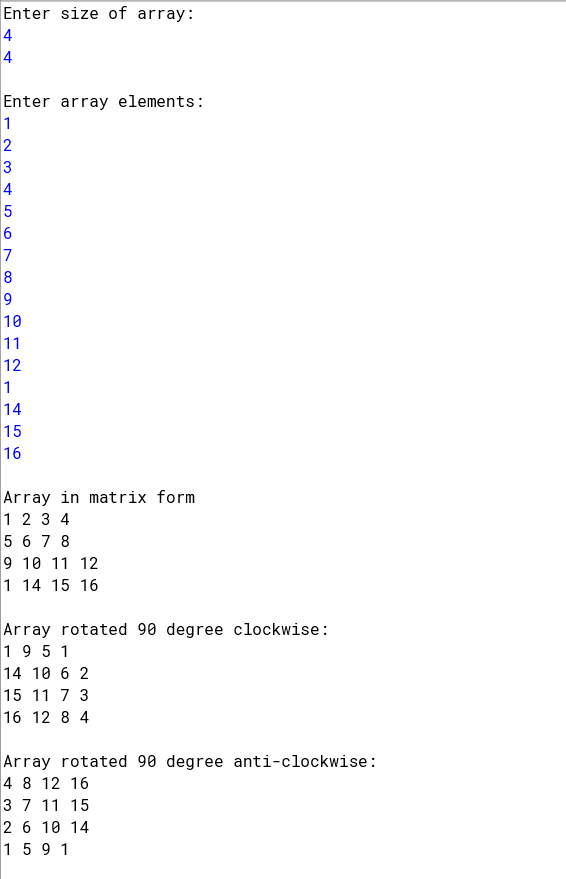 Enter size of array:
4
4
Enter array elements:
1
2
3
4
5
6
7
8
9
10
11
12
1
14
15
16
Array in matrix form
1 2 3 4
5 6 7 8
9 10 11 12
1 14 15 16
Array rotated 90 degree clockwise:
1 9 5 1
14 10 6 2
15 11 7 3
16 12 8 4
Array rotated 90 degree anti-clockwise:
4 8 12 16
3 7 11 15
2 6 10 14
1 5 9 1